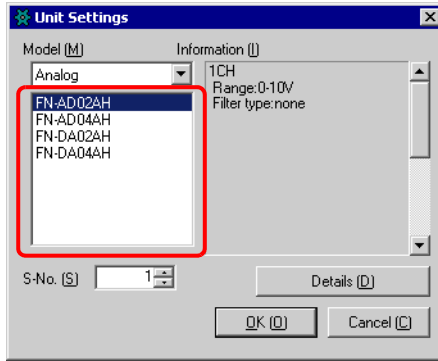 Unit Settings
Model (M)
Information (I)
Analog
1CH
Range:0-10V
Filter type:none
FN-AD02AH
FN-AD04AH
FN-DA02AH
FN-DA04AH
S-No. (S)
1
Details (D)
OK (O)
Cancel (C)